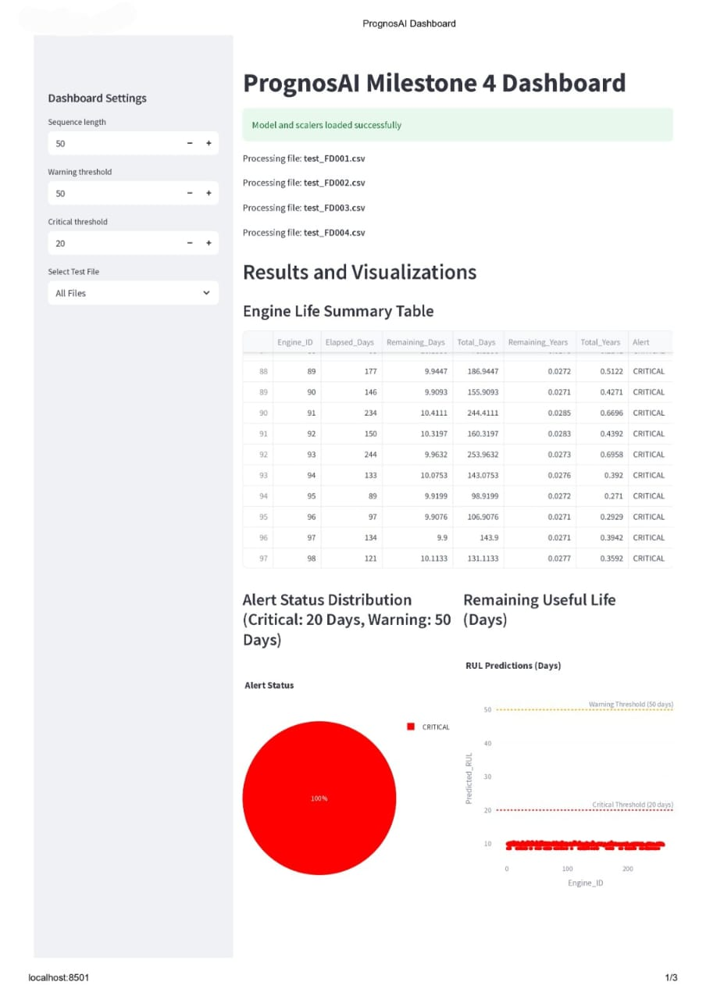 PrognosAI Dashboard
Dashboard Settings
Sequence length
50 − +
Warning threshold
50 − +
Critical threshold
20 − +
Select Test File
All Files
PrognosAI Milestone 4 Dashboard
Model and scalers loaded successfully
Processing file: test_FD001.csv
Processing file: test_FD002.csv
Processing file: test_FD003.csv
Processing file: test_FD004.csv
Results and Visualizations
Engine Life Summary Table
Engine_ID Elapsed_Days Remaining_Days Total_Days Remaining_Years Total_Years Alert
88 89 177 9.9447 186.9447 0.0272 0.5122 CRITICAL
89 90 146 9.9093 155.9093 0.0271 0.4271 CRITICAL
90 91 234 10.4111 244.4111 0.0285 0.6696 CRITICAL
91 92 150 10.3197 160.3197 0.0283 0.4392 CRITICAL
92 93 244 9.9632 253.9632 0.0273 0.6958 CRITICAL
93 94 133 10.0753 143.0753 0.0276 0.392 CRITICAL
94 95 89 9.9199 98.9199 0.0272 0.271 CRITICAL
95 96 97 9.9076 106.9076 0.0271 0.2929 CRITICAL
96 97 134 9.9 143.9 0.0271 0.3942 CRITICAL
97 98 121 10.1133 131.1133 0.0277 0.3592 CRITICAL
Alert Status Distribution
(Critical: 20 Days, Warning: 50
Days)
Alert Status
CRITICAL
100%
Remaining Useful Life
(Days)
RUL Predictions (Days)
Warning Threshold (50 days)
50
40
30
Critical Threshold (20 days)
20
10
Predicted_RUL
0 100 200
Engine_ID
localhost:8501
1/3